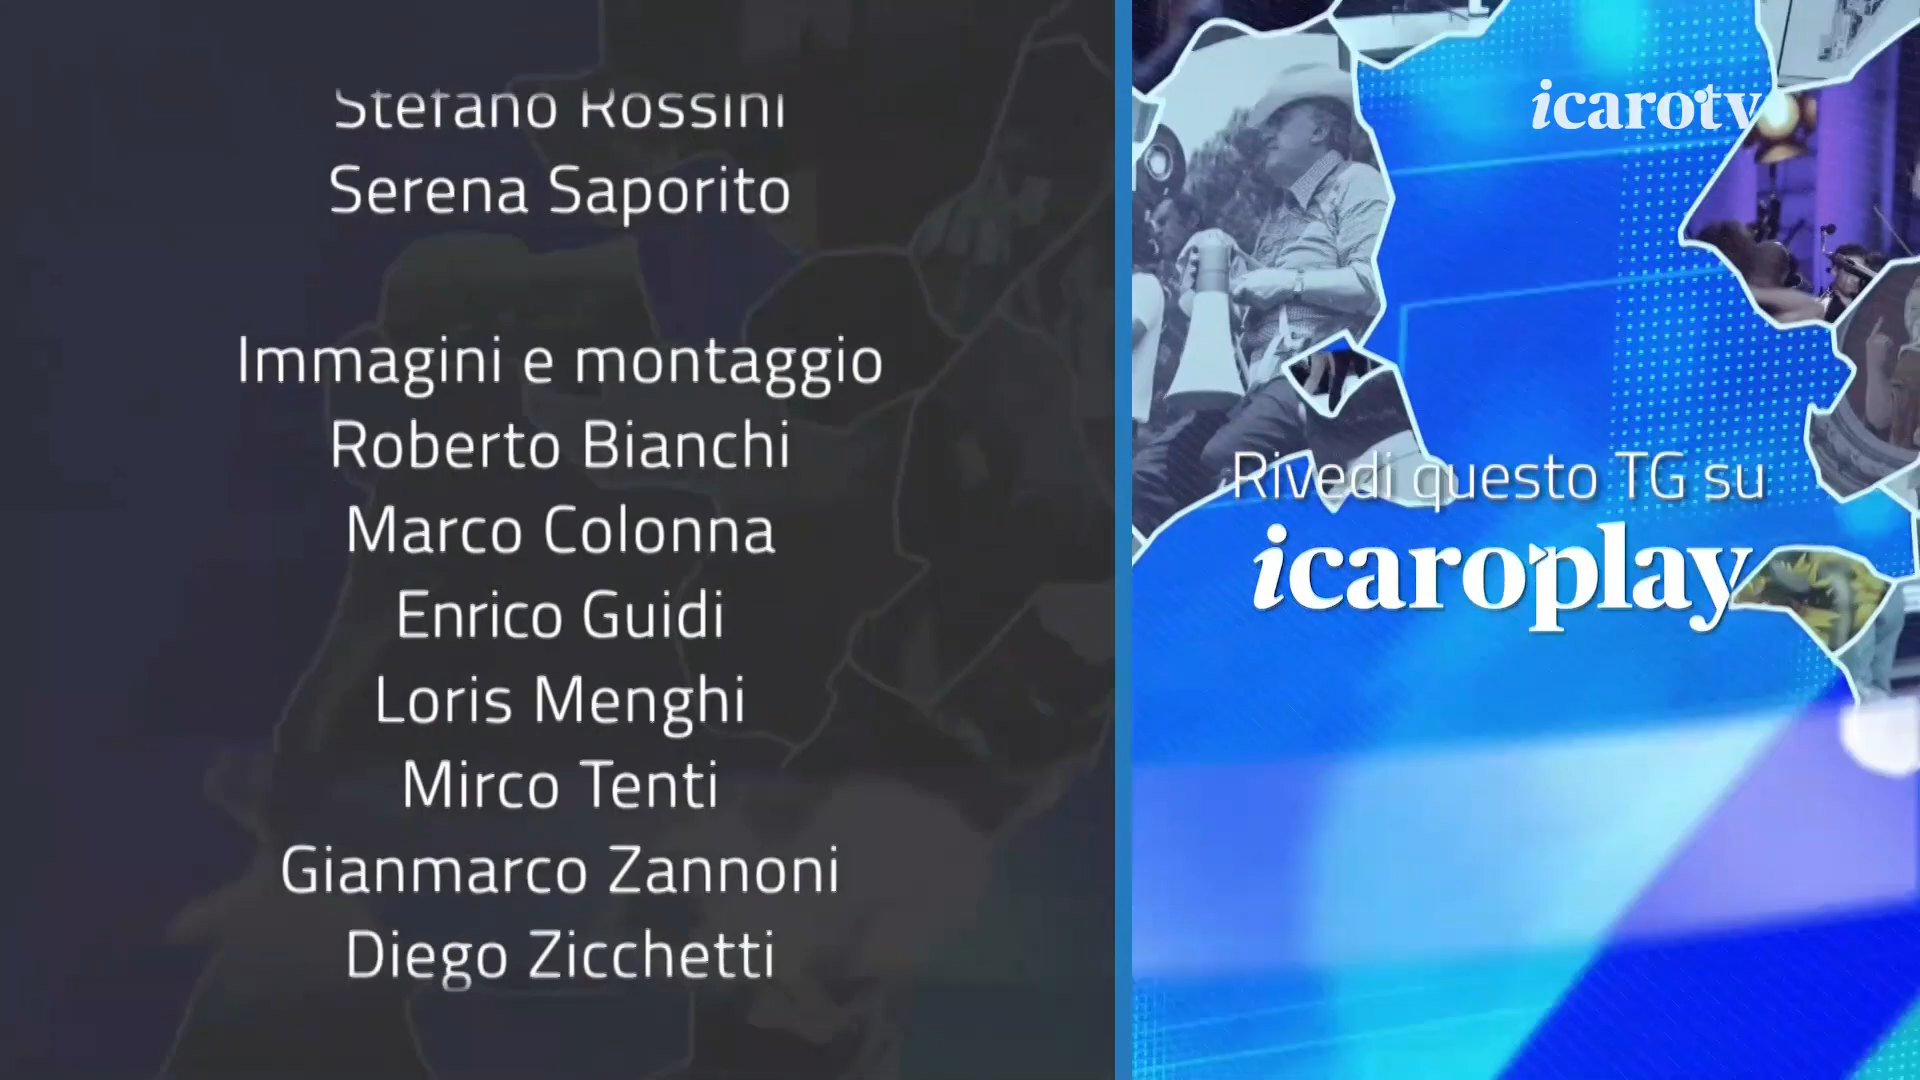 Stefano Rossini
Serena Saporito
Immagini e montaggio
Roberto Bianchi
Marco Colonna
Enrico Guidi
Loris Menghi
Mirco Tenti
Gianmarco Zannoni
Diego Zicchetti
icarotv
Rivedi questo TG su
icaroplay